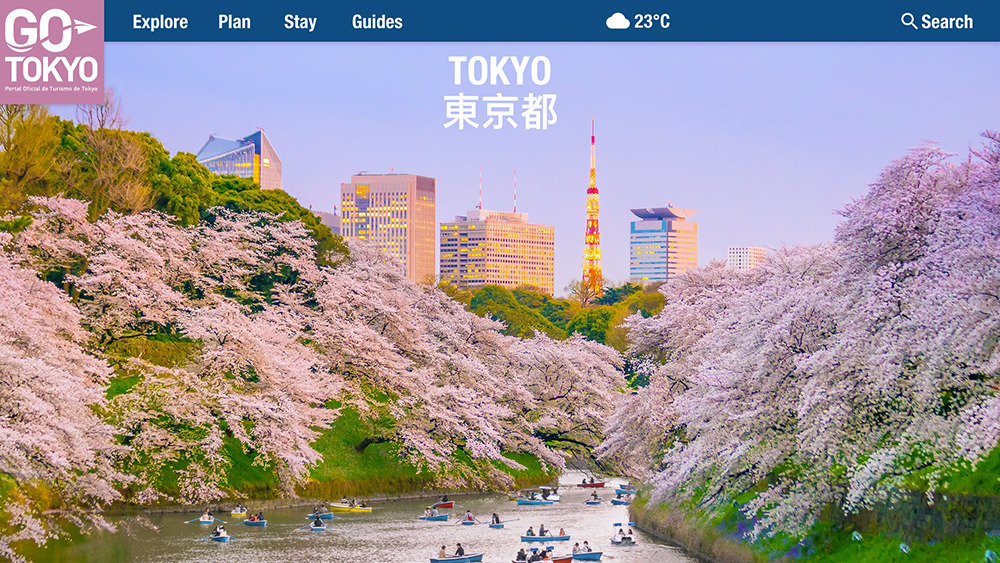 GO
TOKYO
Portal Oficial de Turismo de Tokyo
Explore
Plan
Stay
Guides
23°C
Search
TOKYO
東京都